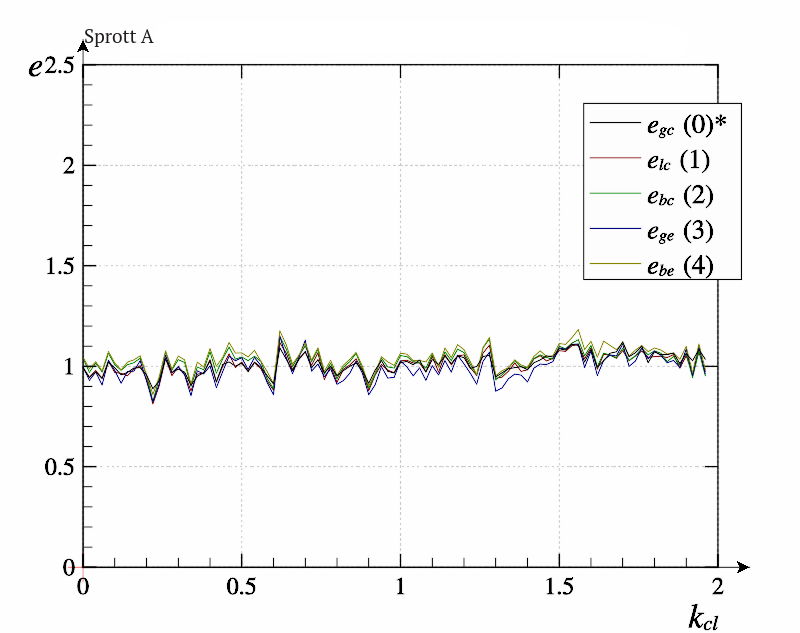 Sprott A
e
2.5
2
1.5
1
0.5
0
e_gc (0)*
e_lc (1)
e_bc (2)
e_ge (3)
e_be (4)
0 0.5 1 1.5 2
k_cl